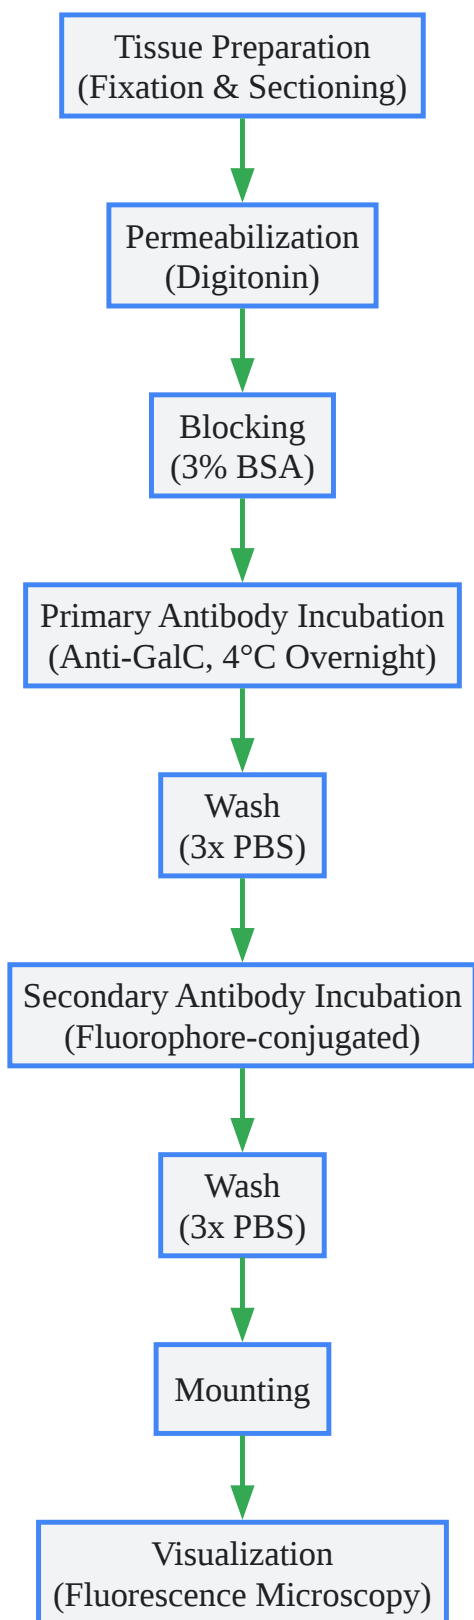 Tissue Preparation
(Fixation & Sectioning)
Permeabilization
(Digitonin)
Blocking
(3% BSA)
Primary Antibody Incubation
(Anti-GalC, 4°C Overnight)
Wash
(3x PBS)
Secondary Antibody Incubation
(Fluorophore-conjugated)
Wash
(3x PBS)
Mounting
Visualization
(Fluorescence Microscopy)